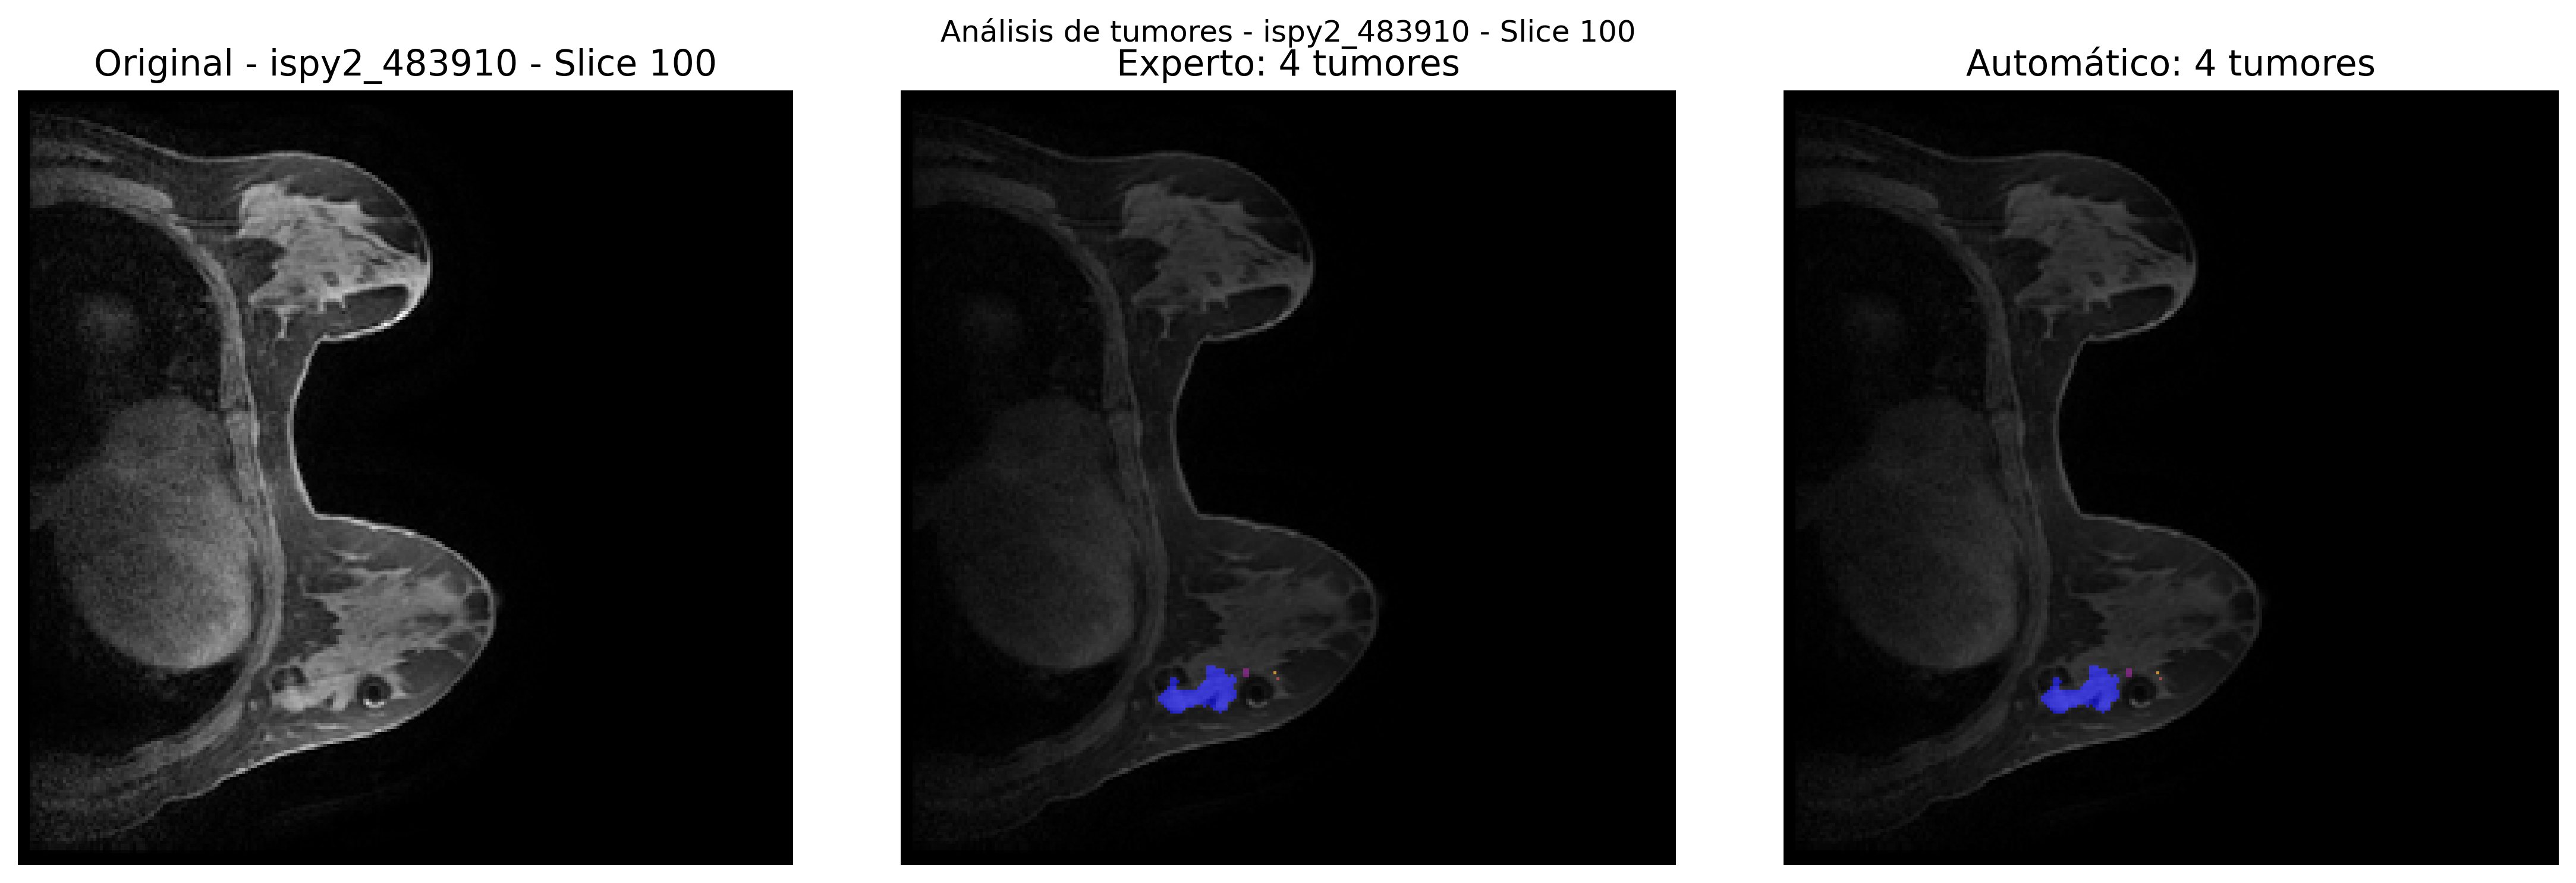 Análisis de tumores - ispy2_483910 - Slice 100
Original - ispy2_483910 - Slice 100
Experto: 4 tumores
Automático: 4 tumores